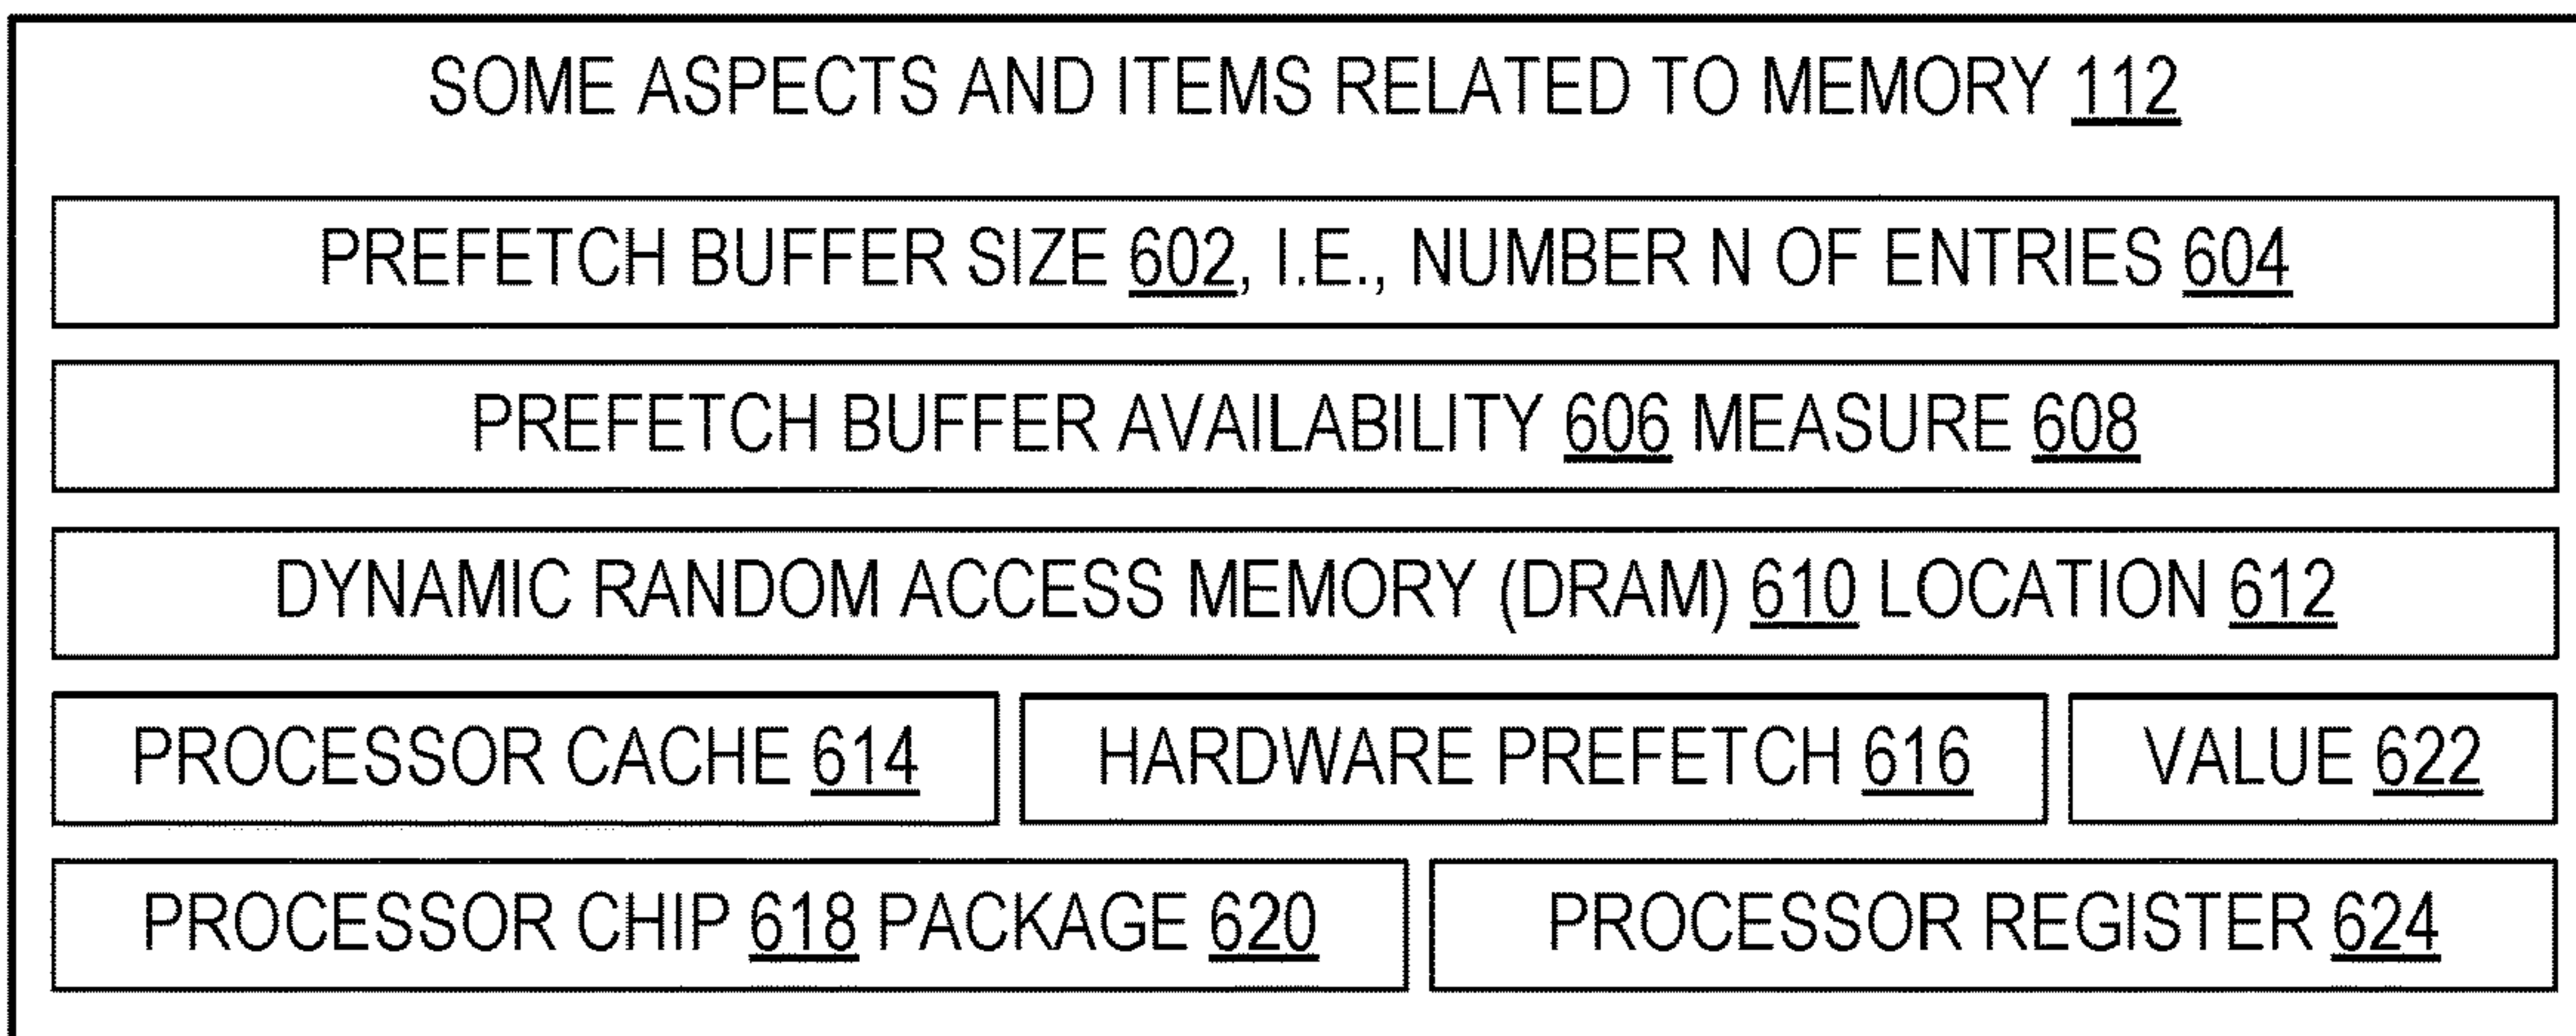 SOME ASPECTS AND ITEMS RELATED TO MEMORY 112
PREFETCH BUFFER SIZE 602, I.E., NUMBER N OF ENTRIES 604
PREFETCH BUFFER AVAILABILITY 606 MEASURE 608
DYNAMIC RANDOM ACCESS MEMORY (DRAM) 610 LOCATION 612
PROCESSOR CACHE 614
HARDWARE PREFETCH 616
VALUE 622
PROCESSOR CHIP 618 PACKAGE 620
PROCESSOR REGISTER 624